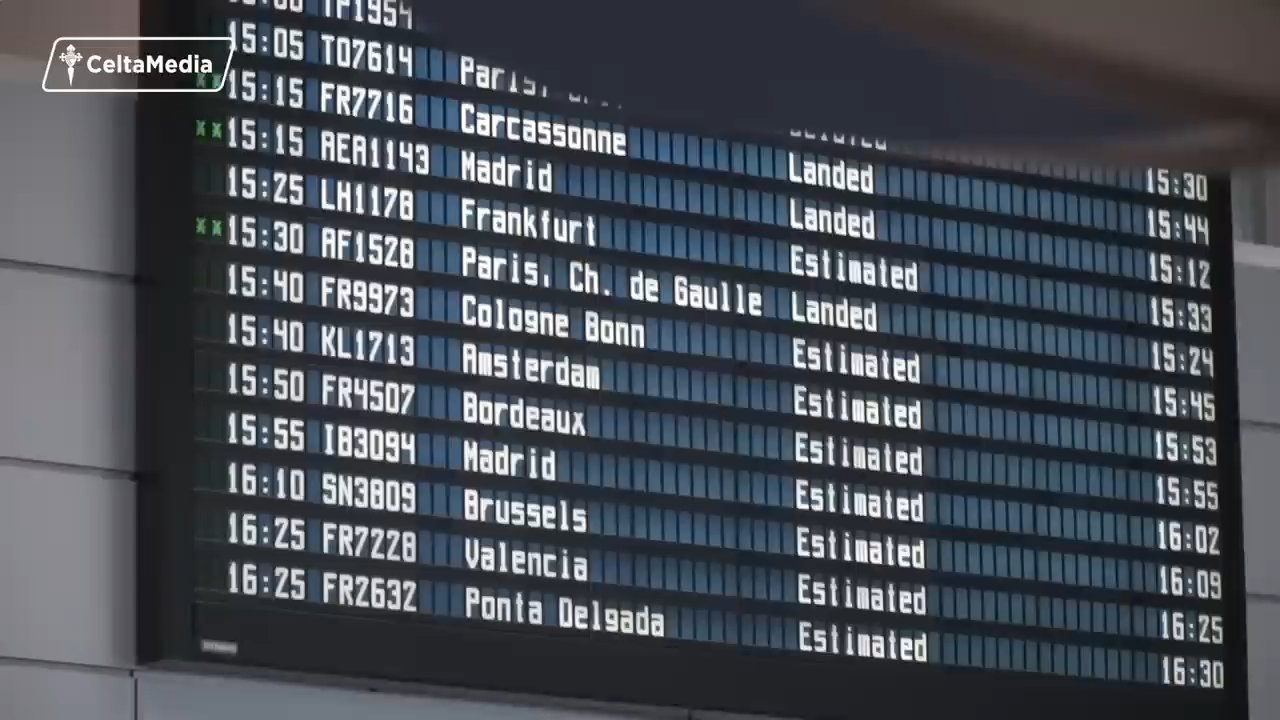 CeltaMedia
TP1954
15:05 TO7614 Paris, 15:30
** 15:15 FR7716 Carcassonne Landed 15:44
** 15:15 AEA1143 Madrid Landed 15:12
15:25 LH1178 Frankfurt Estimated 15:33
** 15:30 AF1528 Paris, Ch. de Gaulle Landed 15:24
15:40 FR9973 Cologne Bonn Estimated 15:45
15:40 KL1713 Amsterdam Estimated 15:53
15:50 FR4507 Bordeaux Estimated 15:55
15:55 IB3094 Madrid Estimated 16:02
16:10 SN3809 Brussels Estimated 16:09
16:25 FR7228 Valencia Estimated 16:25
16:25 FR2632 Ponta Delgada Estimated 16:30